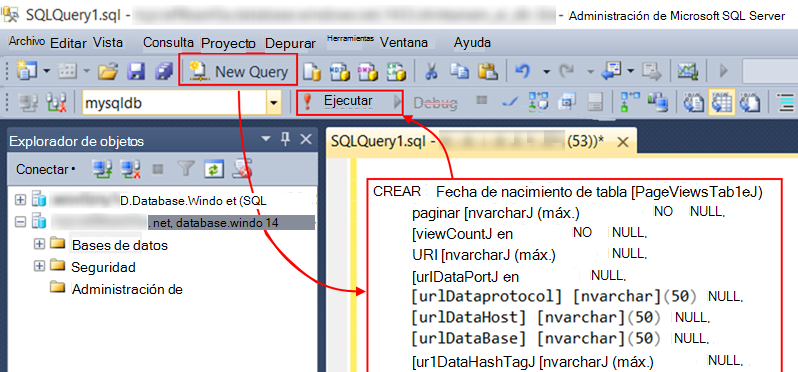 SQLQuery1.sql - - Administración de Microsoft SQL Server
Archivo Editar Vista Consulta Proyecto Depurar Herramientas Ventana Ayuda
New Query
mysqldb Ejecutar Debug
Explorador de objetos
SQLQuery1.sql - (53))*
Conectar
D.Database.Windo et (SQL
. net, database.windo 14
Bases de datos
Seguridad
Administración de
CREAR Fecha de nacimiento de tabla [PageViewsTab1eJ)
paginar [nvarcharJ (máx.) NO NULL,
[viewCountJ en NO NULL,
URI [nvarcharJ (máx.) NULL,
[urlDataPortJ en NULL,
[urlDataprotocol] [nvarchar](50) NULL,
[urlDataHost] [nvarchar](50) NULL,
[urlDataBase] [nvarchar](50) NULL,
[ur1DataHashTagJ [nvarcharJ (máx.) NULL,